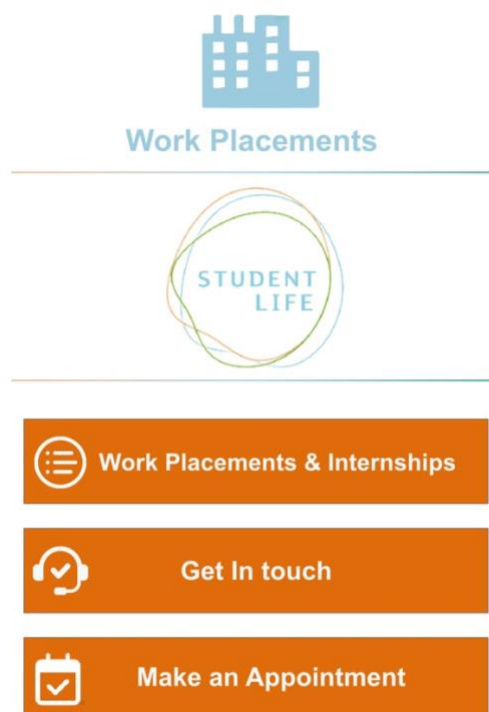 Work Placements
STUDENT
LIFE
Work Placements & Internships
Get In touch
Make an Appointment